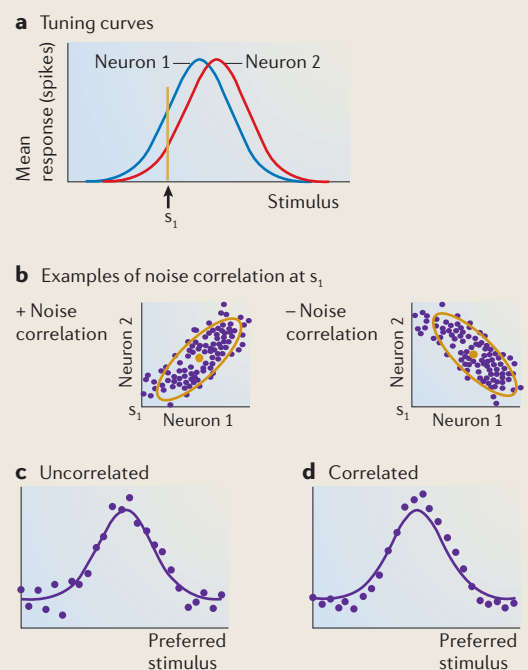 a Tuning curves
Mean
response (spikes)
Neuron 1
Neuron 2
s1
Stimulus
b Examples of noise correlation at s1
+ Noise
correlation
Neuron 2
s1
Neuron 1
– Noise
correlation
Neuron 2
s1
Neuron 1
c Uncorrelated
Preferred
stimulus
d Correlated
Preferred
stimulus